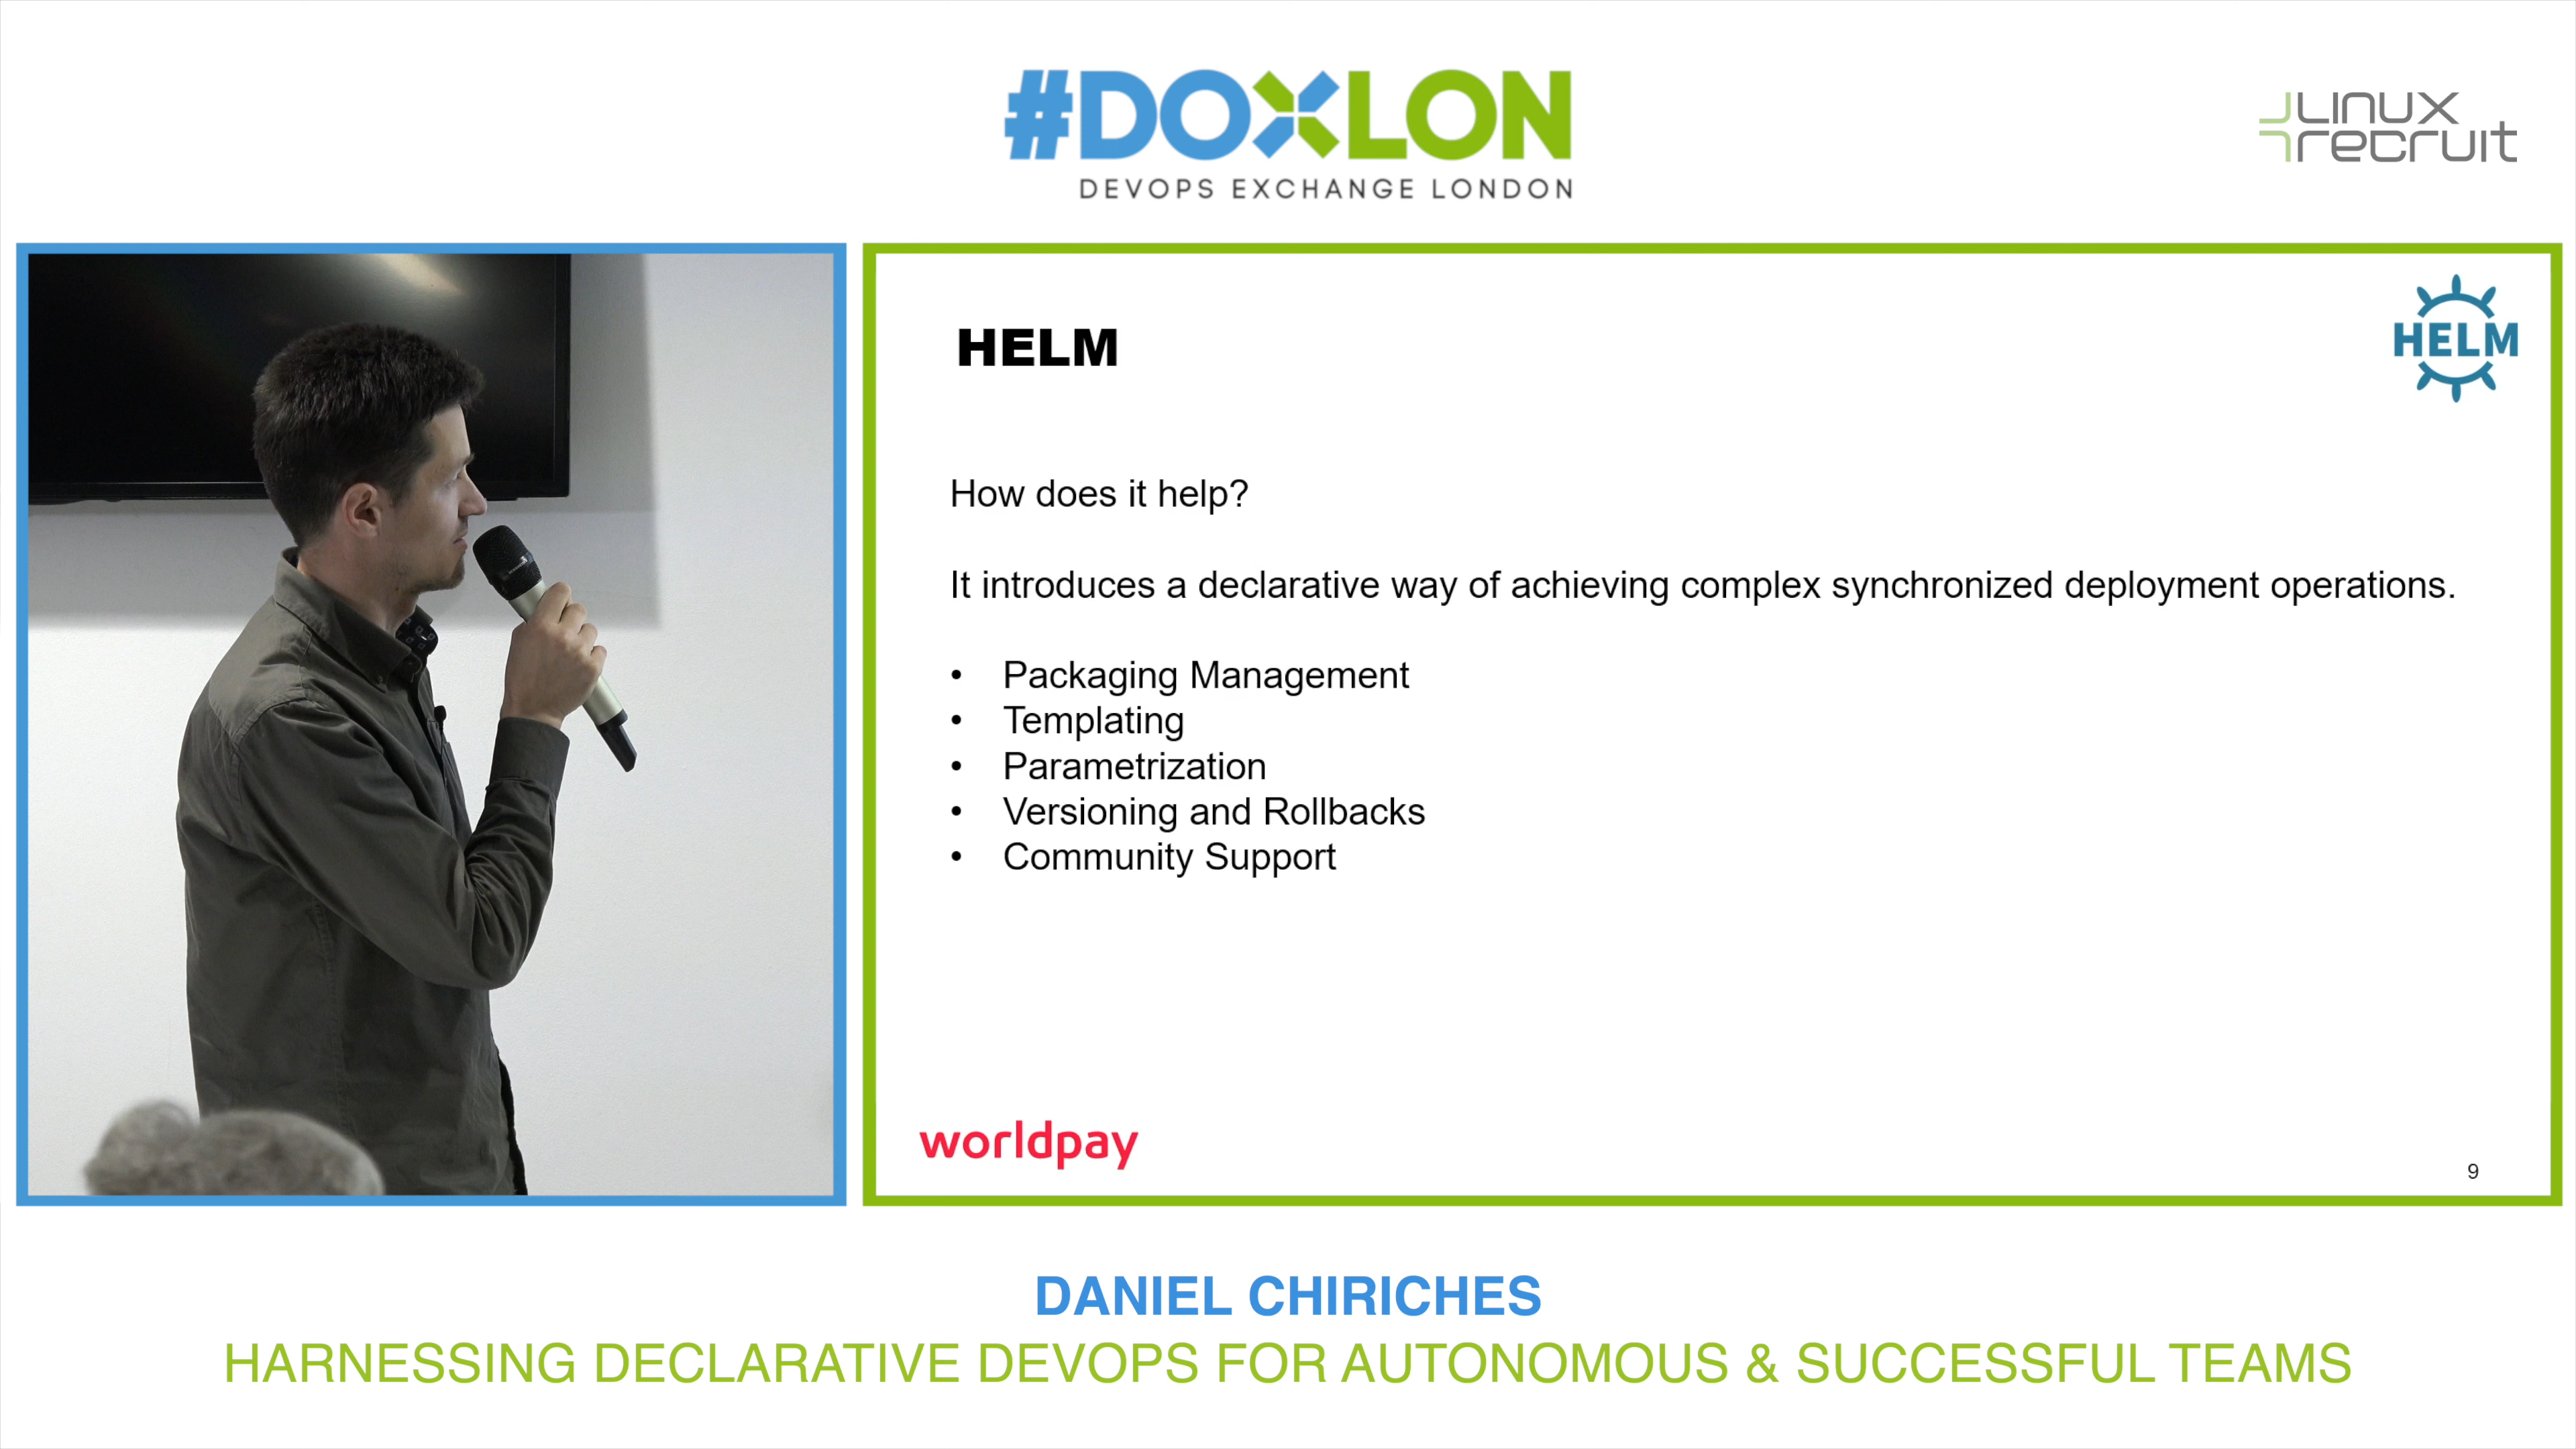 #DOXLON
DEVOPS EXCHANGE LONDON
LINUX
recruit
HELM
HELM
How does it help?
It introduces a declarative way of achieving complex synchronized deployment operations.
• Packaging Management
• Templating
• Parametrization
• Versioning and Rollbacks
• Community Support
worldpay
9
DANIEL CHIRICHES
HARNESSING DECLARATIVE DEVOPS FOR AUTONOMOUS & SUCCESSFUL TEAMS